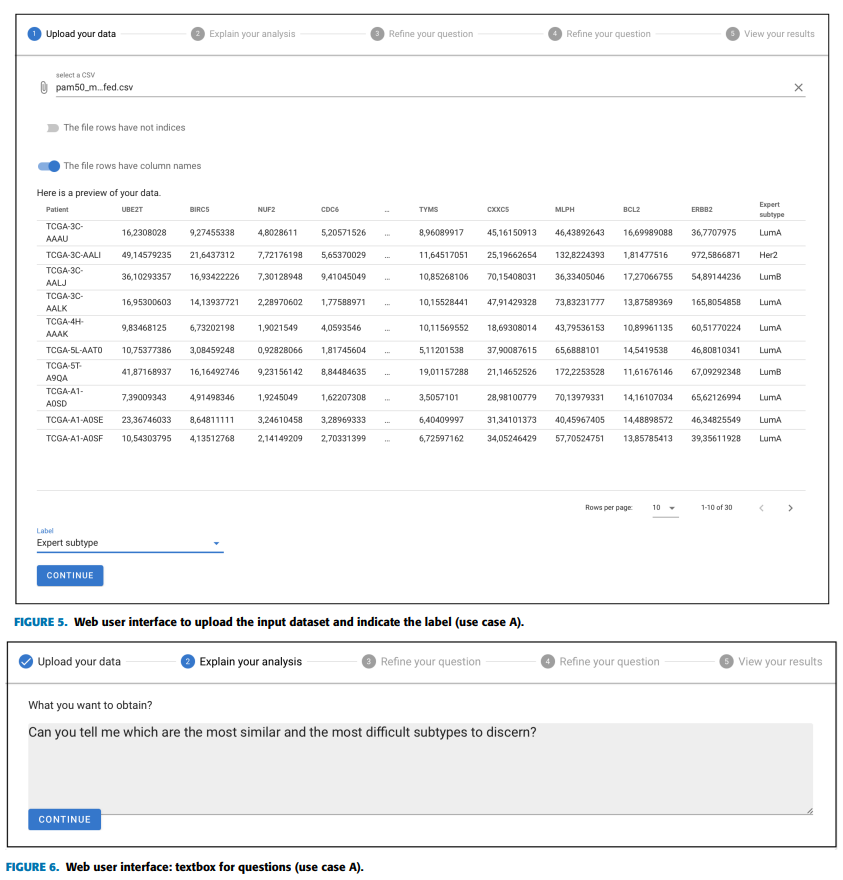 1 Upload your data 2 Explain your analysis 3 Refine your question 4 Refine your question 5 View your results
select a CSV
pam50_m...fed.csv
The file rows have not indices
The file rows have column names
Here is a preview of your data.
Patient UBE2T BIRC5 NUF2 CDC6 ... TYMS CXXC5 MLPH BCL2 ERBB2 Expert subtype
TCGA-3C-AAAU 16,2308028 9,27455338 4,8028611 5,20571526 ... 8,96089917 45,16150913 46,43892643 16,69989088 36,7707975 LumA
TCGA-3C-AALI 49,14579235 21,6437312 7,72176198 5,65370029 ... 11,64517051 25,19662654 132,8224393 1,81477516 972,5866871 Her2
TCGA-3C-AALJ 36,10293357 16,93422226 7,30128948 9,41045049 ... 10,85268106 70,15408031 36,33405046 17,27066755 54,89144236 LumB
TCGA-3C-AALK 16,95300603 14,13937721 2,28970602 1,77588971 ... 10,15528441 47,91429328 73,83231777 13,87589369 165,8054858 LumA
TCGA-4H-AAAK 9,83468125 6,73202198 1,9021549 4,0593546 ... 10,11569552 18,69308014 43,79536153 10,89961135 60,51770224 LumA
TCGA-5L-AAT0 10,75377386 3,08459248 0,92828066 1,81745604 ... 5,11201538 37,90087615 65,6888101 14,5419538 46,80810341 LumA
TCGA-5T-A9QA 41,87168937 16,16492746 9,23156142 8,84484635 ... 19,01157288 21,14652526 172,2253528 11,61676146 67,09292348 LumB
TCGA-A1-A0SD 7,39009343 4,91498346 1,9245049 1,62207308 ... 3,5057101 28,98100779 70,13979331 14,16107034 65,62126994 LumA
TCGA-A1-A0SE 23,36746033 8,64811111 3,24610458 3,28969333 ... 6,40409997 31,34101373 40,45967405 14,48898572 46,34825549 LumA
TCGA-A1-A0SF 10,54303795 4,13512768 2,14149209 2,70331399 ... 6,72597162 34,05246429 57,70524751 13,85785413 39,35611928 LumA
Rows per page: 10 1-10 of 30
Label
Expert subtype
CONTINUE
FIGURE 5. Web user interface to upload the input dataset and indicate the label (use case A).
Upload your data 2 Explain your analysis 3 Refine your question 4 Refine your question 5 View your results
What you want to obtain?
Can you tell me which are the most similar and the most difficult subtypes to discern?
CONTINUE
FIGURE 6. Web user interface: textbox for questions (use case A).